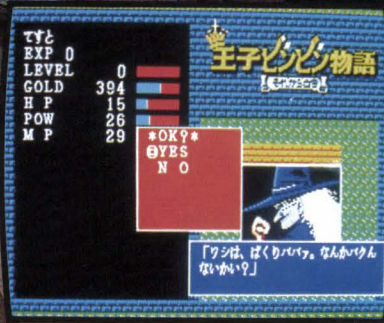 てすと
EXP 0
LEVEL 0
GOLD 394
H P 15
POW 26
M P 29
王子ビンビン物語
*OK?*
YES
N O
「ワシは、ぱくりババァ。なんかパクん
ないかい?」